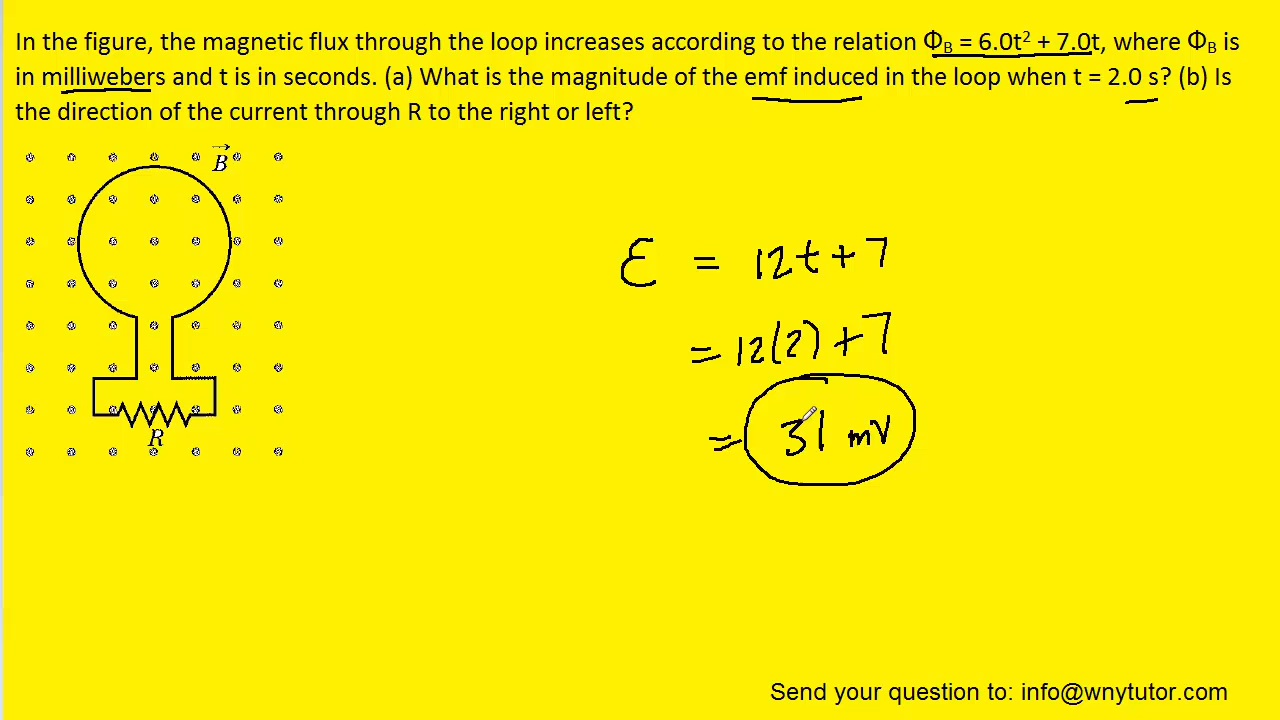 In the figure, the magnetic flux through the loop increases according to the relation ΦB = 6.0t² + 7.0t, where ΦB is
in milliwebers and t is in seconds. (a) What is the magnitude of the emf induced in the loop when t = 2.0 s? (b) Is
the direction of the current through R to the right or left?
B
R
ε = 12t + 7
= 12(2) + 7
= 31 mV
Send your question to: info@wnytutor.com